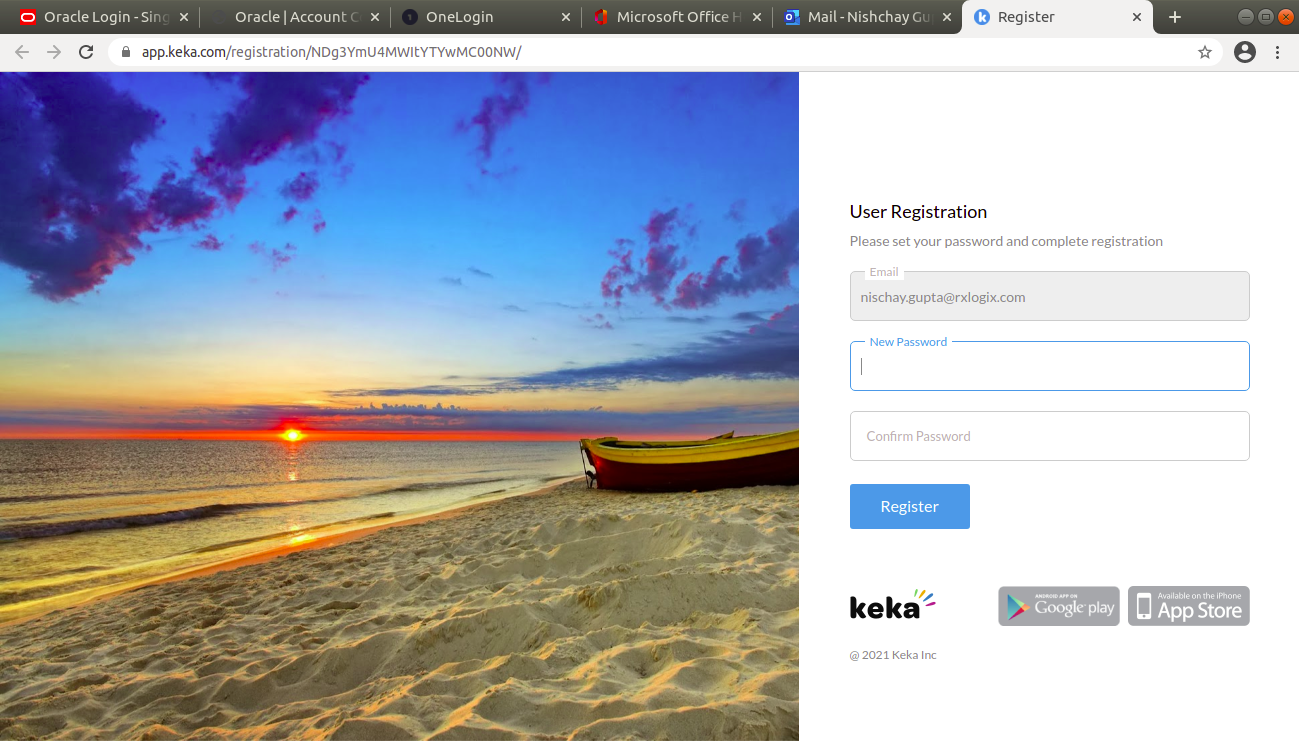 Oracle Login - Sing
Oracle | Account C
OneLogin
Microsoft Office H
Mail - Nishchay Gu
Register
app.keka.com/registration/NDg3YmU4MWItYTYwMC00NW/
User Registration
Please set your password and complete registration
Email
nischay.gupta@rxlogix.com
New Password
Confirm Password
Register
keka
ANDROID APP ON
Google play
Available on the iPhone
App Store
@ 2021 Keka Inc